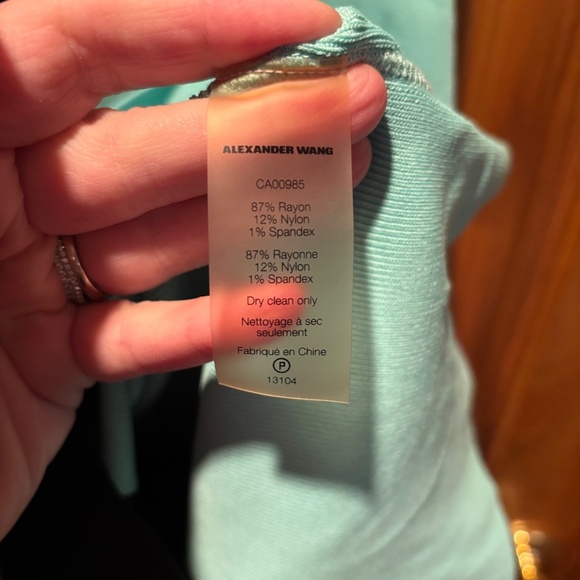 ALEXANDER WANG
CA00985
87% Rayon
12% Nylon
1% Spandex
87% Rayonne
12% Nylon
1% Spandex
Dry clean only
Nettoyage à sec
seulement
Fabriqué en Chine
P
13104